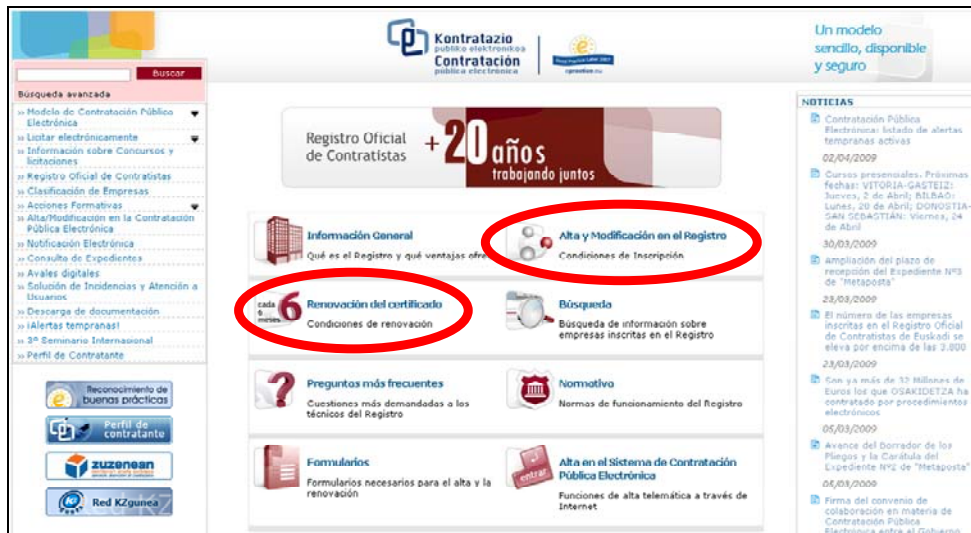 Kontratazio
publiko elektronikoa
Contratación
pública electrónica
Un modelo
sencillo, disponible
y seguro
Buscar
Búsqueda avanzada
» Modelo de Contratación Pública
Electrónica
» Licitar electrónicamente
» Información sobre Concursos y
licitaciones
» Registro Oficial de Contratistas
» Clasificación de Empresas
» Acciones Formativas
» Alta/Modificación en la Contratación
Pública Electrónica
» Notificación Electrónica
» Consulta de Expedientes
» Avales digitales
» Solución de Incidencias y Atención a
Usuarios
» Descarga de documentación
» ¡Alertas tempranas!
» 3º Seminario Internacional
» Perfil de Contratante
Reconocimiento de
buenas prácticas
Perfil de
contratante
zuzenean
Red KZgunea
Registro Oficial
de Contratistas
+20 años
trabajando juntos
Información General
Qué es el Registro y qué ventajas ofre
Alta y Modificación en el Registro
Condiciones de Inscripción
cada
6
meses
Renovación del certificado
Condiciones de renovación
Búsqueda
Búsqueda de información sobre
empresas inscritas en el Registro
Preguntas más frecuentes
Cuestiones más demandadas a los
técnicos del Registro
Normativa
Normas de funcionamiento del Registro
Formularios
Formularios necesarios para el alta y la
renovación
entrar
Alta en el Sistema de Contratación
Pública Electrónica
Funciones de alta telemática a través de
Internet
NOTICIAS
Contratación Pública
Electrónica: listado de alertas
tempranas activas
02/04/2009
Cursos presenciales. Próximas
fechas: VITORIA-GASTEIZ:
Jueves, 2 de Abril; BILBAO:
Lunes, 20 de Abril; DONOSTIA-
SAN SEBASTIÁN: Viernes, 24
de Abril
30/03/2009
Ampliación del plazo de
recepción del Expediente Nº3
de "Metaposta"
23/03/2009
El número de las empresas
inscritas en el Registro Oficial
de Contratistas de Euskadi se
eleva por encima de las 3.000
23/03/2009
Son ya más de 32 Millones de
Euros los que OSAKIDETZA ha
contratado por procedimientos
electrónicos
05/03/2009
Avance del Borrador de los
Pliegos y la Carátula del
Expediente Nº2 de "Metaposta"
05/03/2009
Firma del convenio de
colaboración en materia de
Contratación Pública
Electrónica entre el Gobierno